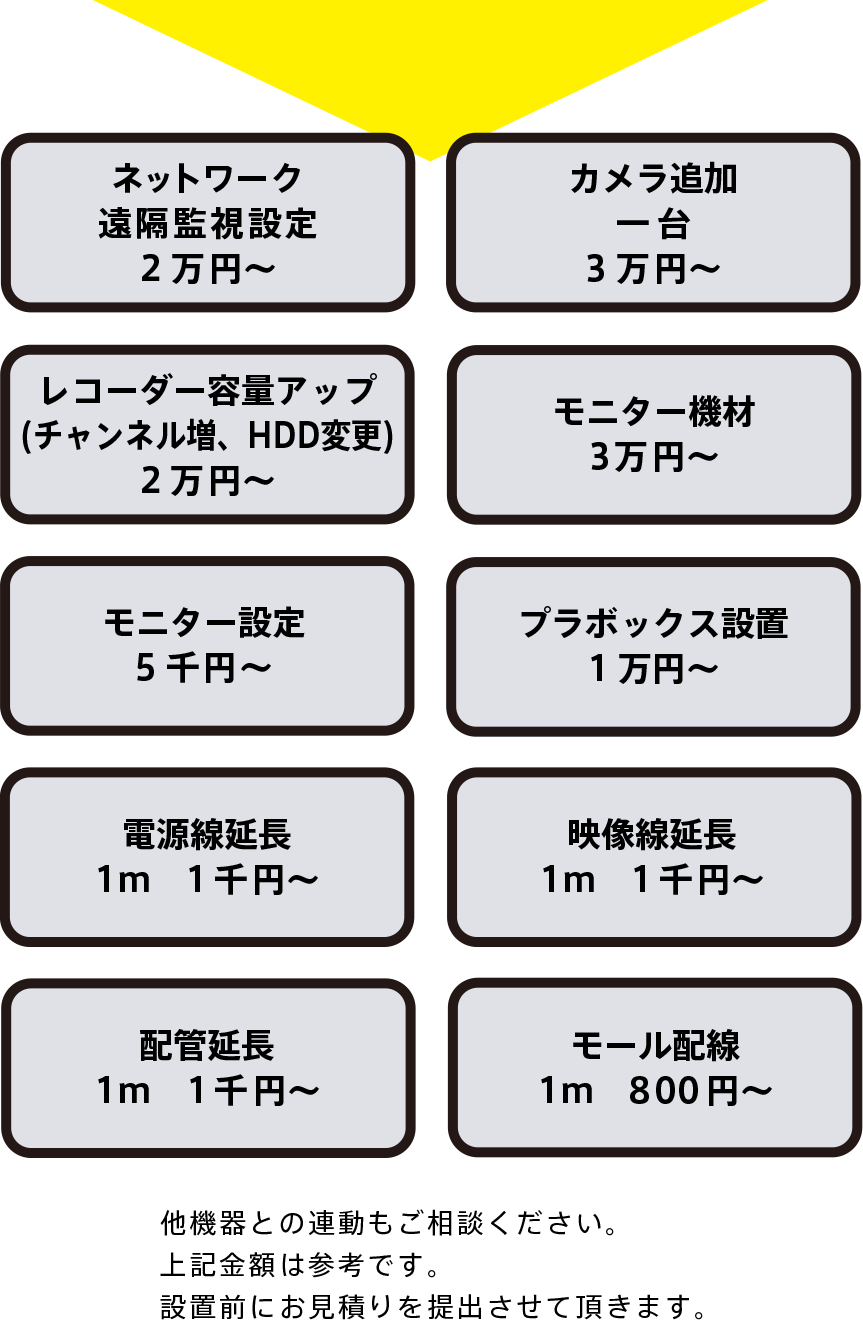 ネットワーク
遠隔監視設定
2万円～
カメラ追加
一台
3万円～
レコーダー容量アップ
(チャンネル増、HDD変更)
2万円～
モニター機材
3万円～
モニター設定
5千円～
プラボックス設置
1万円～
電源線延長
1m　1千円～
映像線延長
1m　1千円～
配管延長
1m　1千円～
モール配線
1m　800円～
他機器との連動もご相談ください。
上記金額は参考です。
設置前にお見積りを提出させて頂きます。